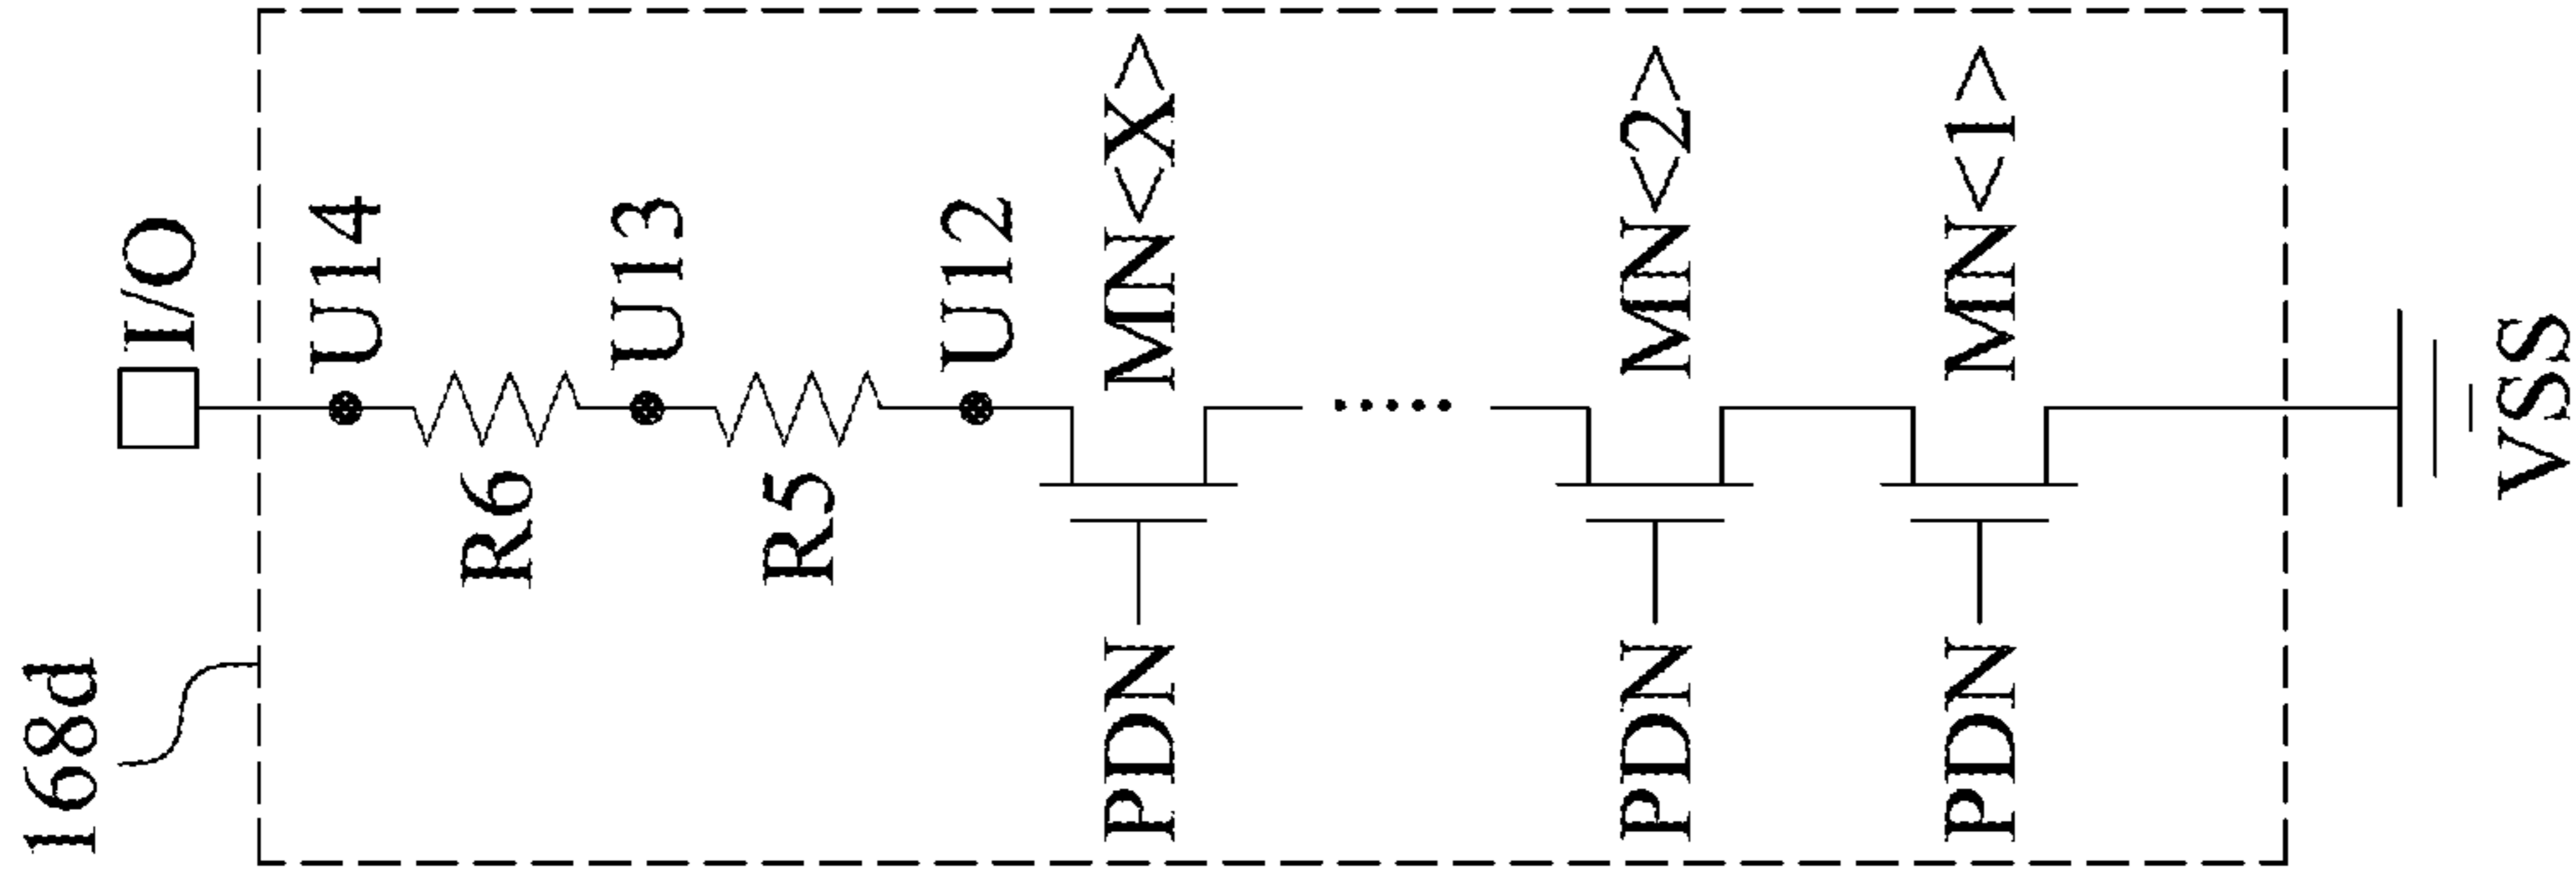 168d
I/O
U14
R6
U13
R5
U12
PDN
MN<X>
PDN
MN<2>
PDN
MN<1>
VSS